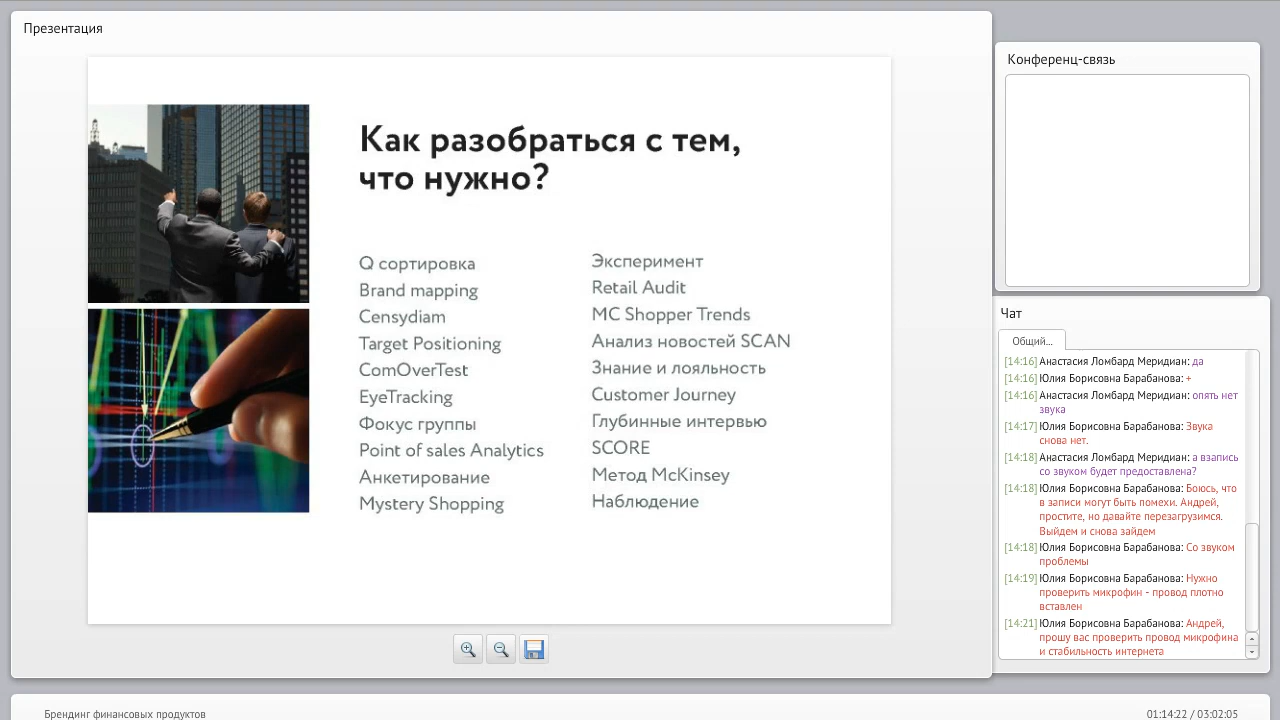 Презентация
Как разобраться с тем,
что нужно?
Q сортировка
Brand mapping
Censydiam
Target Positioning
ComOverTest
EyeTracking
Фокус группы
Point of sales Analytics
Анкетирование
Mystery Shopping
Эксперимент
Retail Audit
MC Shopper Trends
Анализ новостей SCAN
Знание и лояльность
Customer Journey
Глубинные интервью
SCORE
Метод McKinsey
Наблюдение
Конференц-связь
Чат
Общий...
[14:16] Анастасия Ломбард Меридиан: да
[14:16] Юлия Борисовна Барабанова: +
[14:16] Анастасия Ломбард Меридиан: опять нет
звука
[14:17] Юлия Борисовна Барабанова: Звука
снова нет.
[14:18] Анастасия Ломбард Меридиан: а взапись
со звуком будет предоставлена?
[14:18] Юлия Борисовна Барабанова: Боюсь, что
в записи могут быть помехи. Андрей,
простите, но давайте перезагрузимся.
Выйдем и снова зайдем
[14:18] Юлия Борисовна Барабанова: Со звуком
проблемы
[14:19] Юлия Борисовна Барабанова: Нужно
проверить микрофин - провод плотно
вставлен
[14:21] Юлия Борисовна Барабанова: Андрей,
прошу вас проверить провод микрофина
и стабильность интернета
Брендинг финансовых продуктов
01:14:22 / 03:02:05